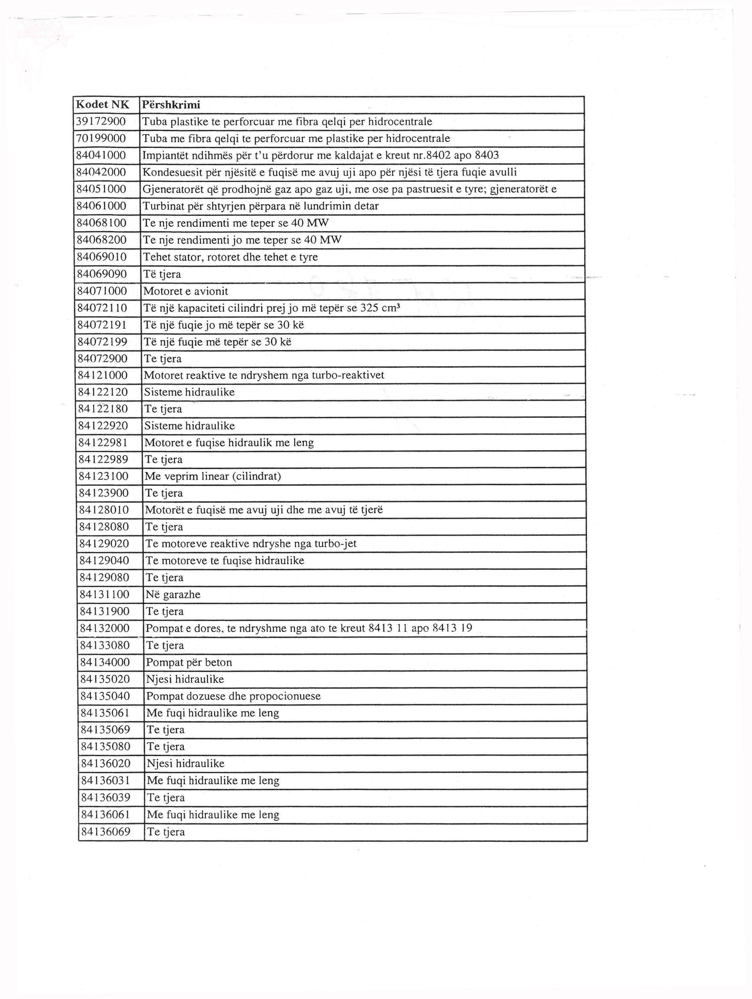 Kodet NK Përshkrimi
39172900 Tuba plastike te perforcuar me fibra qelqi per hidrocentrale
70199000 Tuba me fibra qelqi te perforcuar me plastike per hidrocentrale
84041000 Impiantët ndihmës për t’u përdorur me kaldajat e kreut nr.8402 apo 8403
84042000 Kondesuesit për njësitë e fuqisë me avuj uji apo për njësi të tjera fuqie avulli
84051000 Gjeneratorët që prodhojnë gaz apo gaz uji, me ose pa pastruesit e tyre; gjeneratorët e
84061000 Turbinat për shtyrjen përpara në lundrimin detar
84068100 Te nje rendimenti me teper se 40 MW
84068200 Te nje rendimenti jo me teper se 40 MW
84069010 Tehet stator, rotoret dhe tehet e tyre
84069090 Të tjera
84071000 Motoret e avionit
84072110 Të një kapaciteti cilindri prej jo më tepër se 325 cm³
84072191 Të një fuqie jo më tepër se 30 kë
84072199 Të një fuqie më tepër se 30 kë
84072900 Te tjera
84121000 Motoret reaktive te ndryshem nga turbo-reaktivet
84122120 Sisteme hidraulike
84122180 Te tjera
84122920 Sisteme hidraulike
84122981 Motoret e fuqise hidraulik me leng
84122989 Te tjera
84123100 Me veprim linear (cilindrat)
84123900 Te tjera
84128010 Motorët e fuqisë me avuj uji dhe me avuj të tjerë
84128080 Te tjera
84129020 Te motoreve reaktive ndryshe nga turbo-jet
84129040 Te motoreve te fuqise hidraulike
84129080 Te tjera
84131100 Në garazhe
84131900 Te tjera
84132000 Pompat e dores, te ndryshme nga ato te kreut 8413 11 apo 8413 19
84133080 Te tjera
84134000 Pompat për beton
84135020 Njesi hidraulike
84135040 Pompat dozuese dhe propocionuese
84135061 Me fuqi hidraulike me leng
84135069 Te tjera
84135080 Te tjera
84136020 Njesi hidraulike
84136031 Me fuqi hidraulike me leng
84136039 Te tjera
84136061 Me fuqi hidraulike me leng
84136069 Te tjera